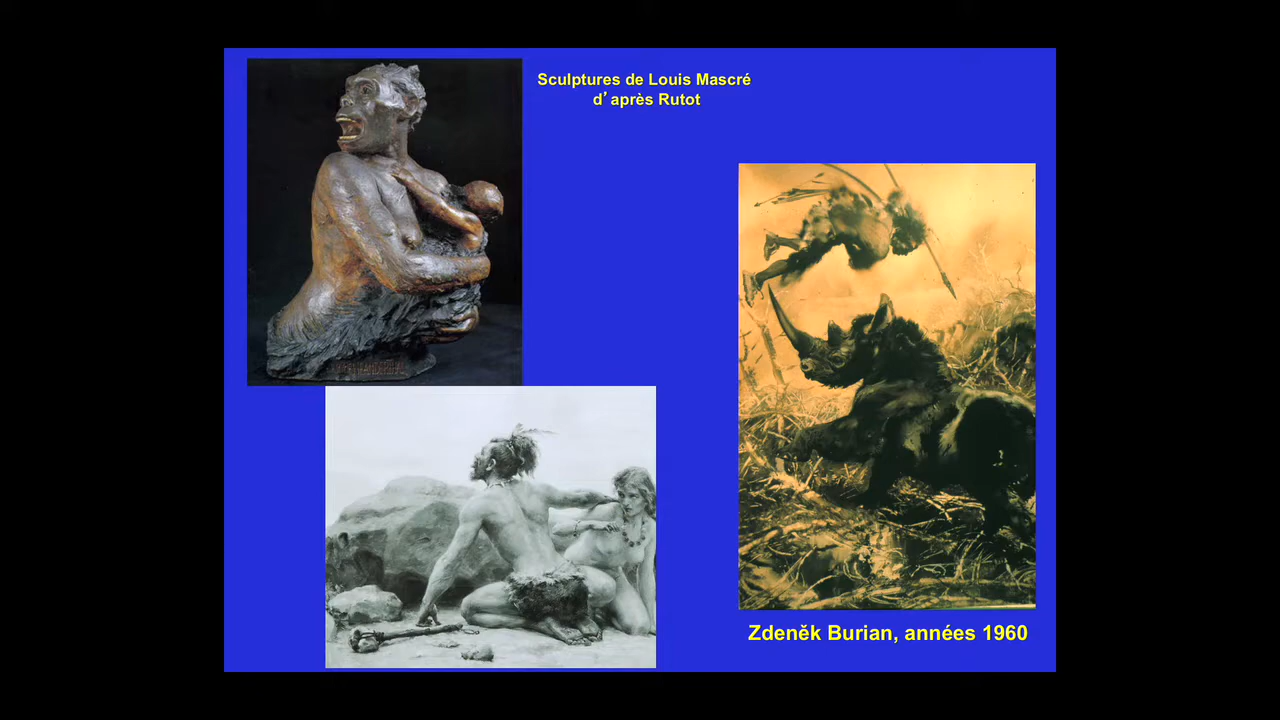 Sculptures de Louis Mascré
d’après Rutot
Zdeněk Burian, années 1960